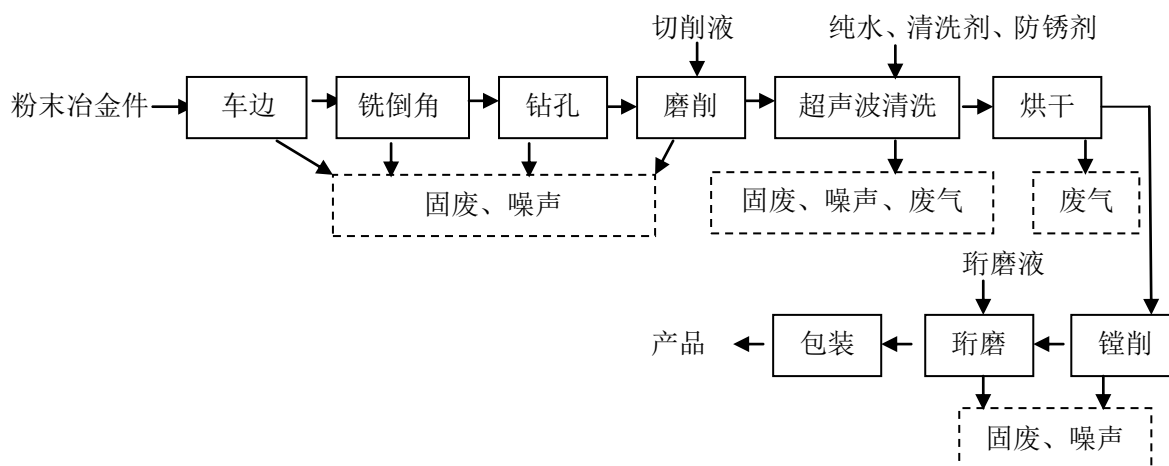 切削液
纯水、清洗剂、防锈剂
粉末冶金件
车边
铣倒角
钻孔
磨削
超声波清洗
烘干
固废、噪声
固废、噪声、废气
废气
珩磨液
产品
包装
珩磨
镗削
固废、噪声